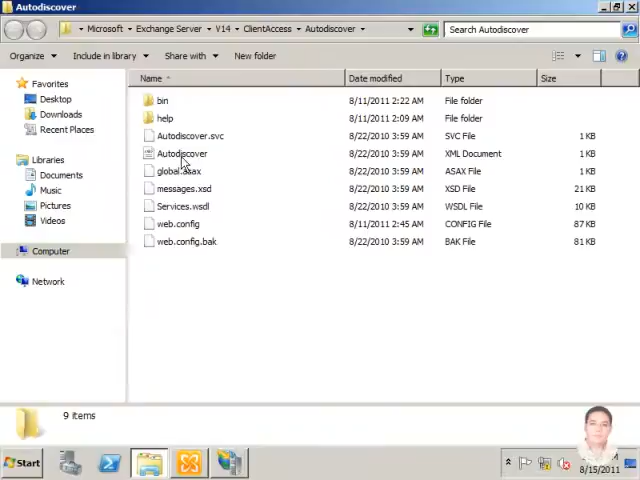 Autodiscover
Microsoft Exchange Server V14 ClientAccess Autodiscover
Search Autodiscover
Organize Include in library Share with New folder
Name Date modified Type Size
Favorites
Desktop
Downloads
Recent Places
Libraries
Documents
Music
Pictures
Videos
Computer
Network
bin 8/11/2011 2:22 AM File folder
help 8/11/2011 2:09 AM File folder
Autodiscover.svc 8/22/2010 3:59 AM SVC File 1 KB
Autodiscover 8/22/2010 3:59 AM XML Document 1 KB
global.asax 8/22/2010 3:59 AM ASAX File 1 KB
messages.xsd 8/22/2010 3:59 AM XSD File 21 KB
Services.wsdl 8/22/2010 3:59 AM WSDL File 10 KB
web.config 8/11/2011 2:45 AM CONFIG File 87 KB
web.config.bak 8/22/2010 3:59 AM BAK File 81 KB
9 items
Start
8/15/2011